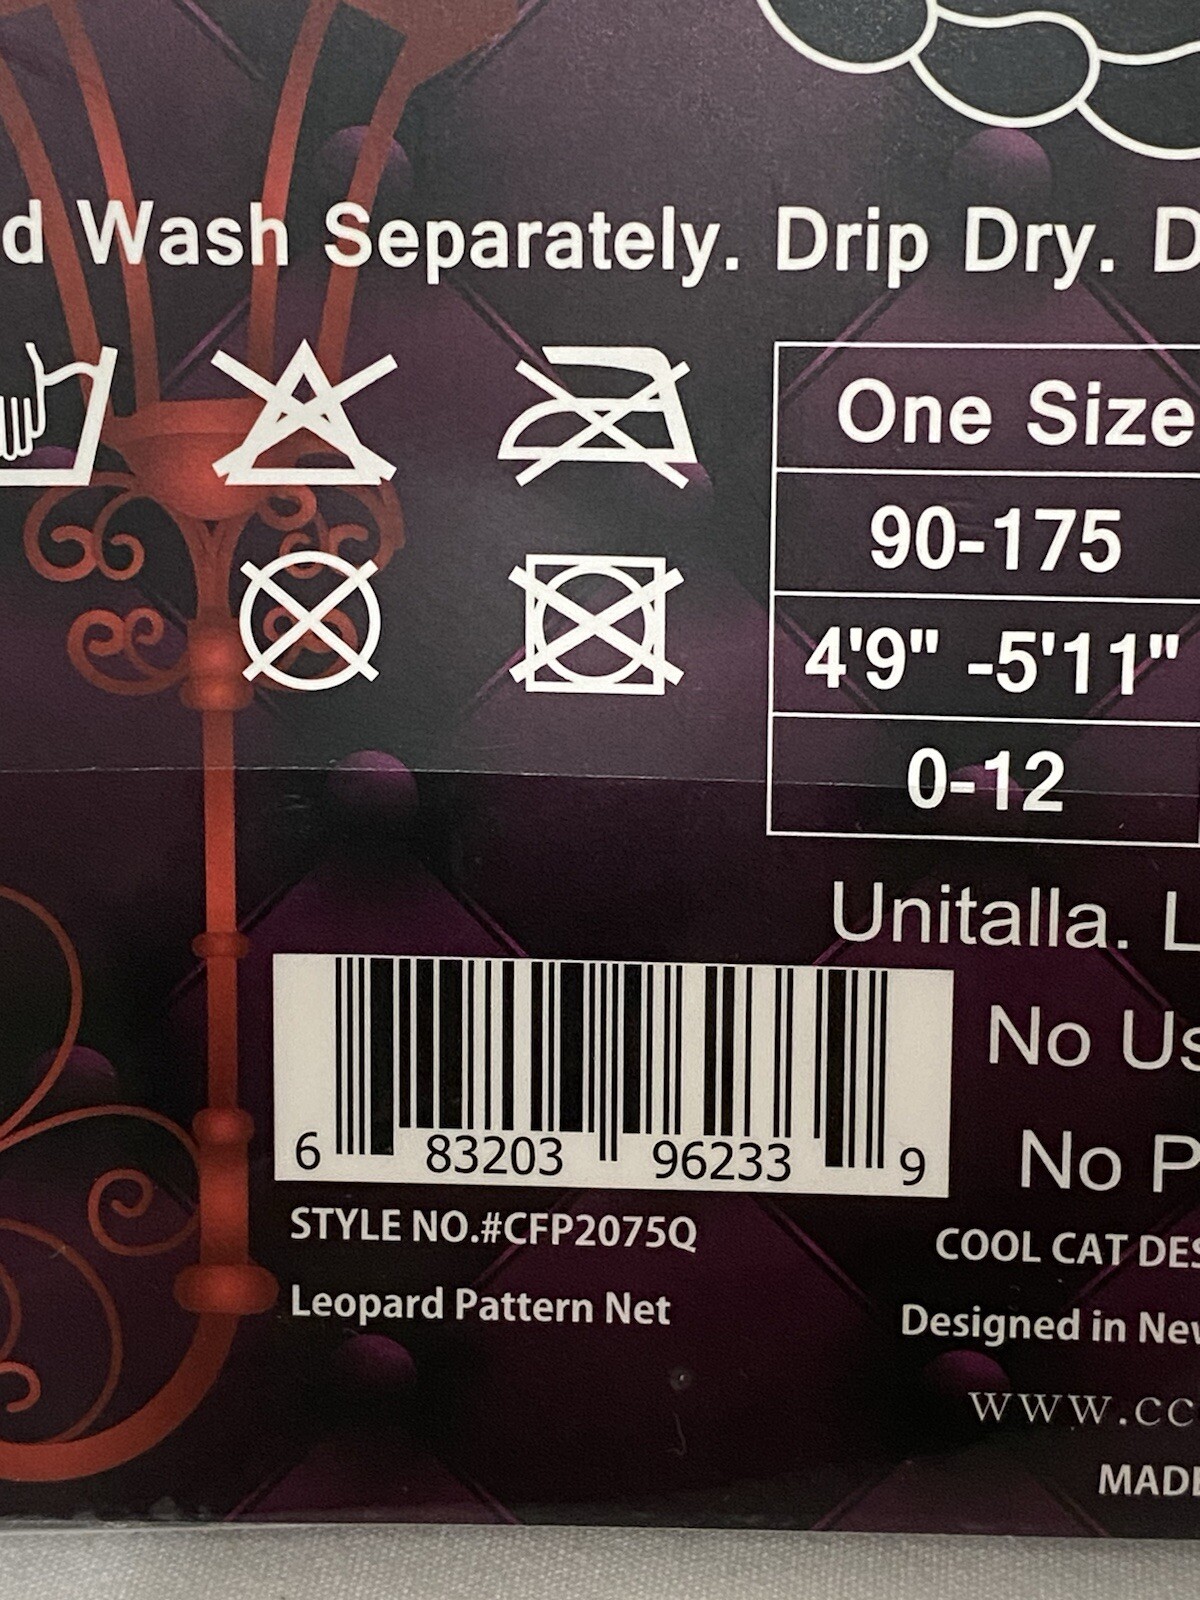 d Wash Separately. Drip Dry. D
One Size
90-175
4'9" -5'11"
0-12
Unitalla. L
No Us
No P
6 83203 96233 9
STYLE NO.#CFP2075Q
Leopard Pattern Net
COOL CAT DES
Designed in New
www.cc
MADE